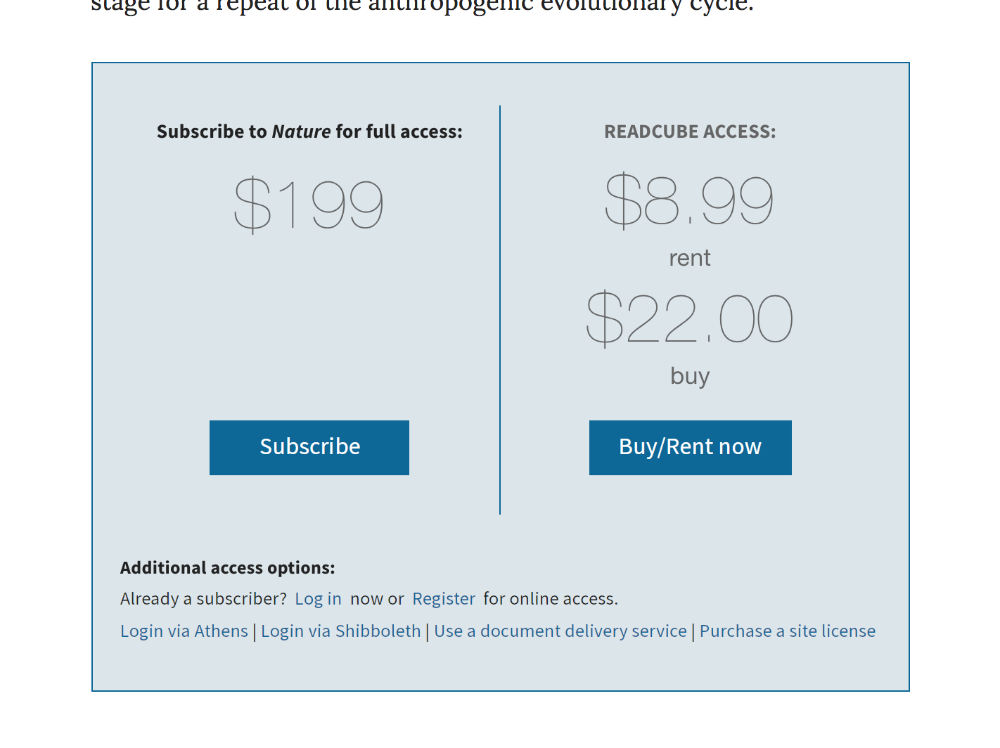 stage for a repeat of the anthropogenic evolutionary cycle.
Subscribe to Nature for full access:
$199
Subscribe
READCUBE ACCESS:
$8.99
rent
$22.00
buy
Buy/Rent now
Additional access options:
Already a subscriber? Log in now or Register for online access.
Login via Athens | Login via Shibboleth | Use a document delivery service | Purchase a site license